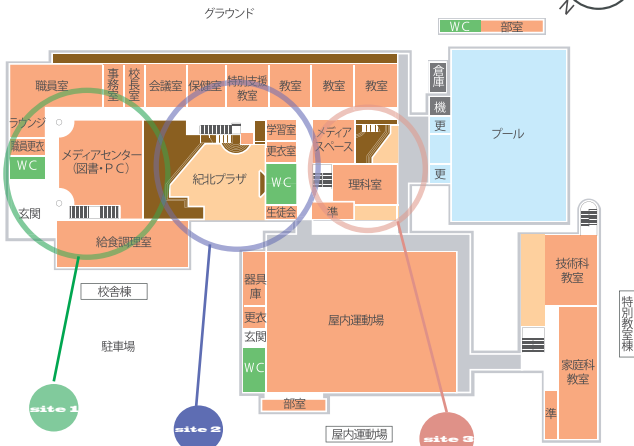 グラウンド
N
WC
部室
職員室
事務室
校長室
会議室
保健室
特別支援
教室
教室
教室
教室
倉庫
機
更
更
プール
ラウンジ
職員更衣
WC
玄関
メディアセンター
(図書・PC)
紀北プラザ
学習室
更衣室
WC
生徒会
メディア
スペース
理科室
準
給食調理室
校舎棟
駐車場
器具
庫
更衣
玄関
WC
屋内運動場
部室
屋内運動場
技術科
教室
家庭科
教室
準
特別教室棟
site 1
site 2
site 3